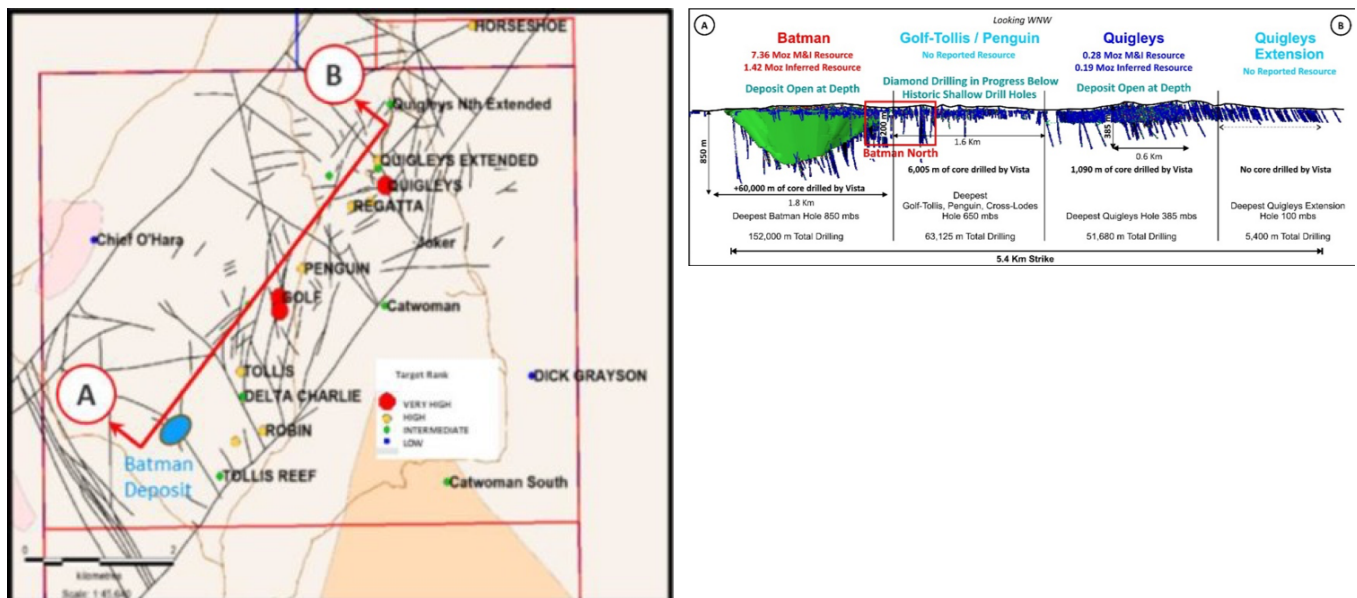 HORSESHOE
B
Quigleys Nth Extended
QUIGLEYS EXTENDED
QUIGLEYS
REGATTA
Chief O'Hara
Joker
PENGUIN
GOLF
Catwoman
TOLLIS
DICK GRAYSON
A
DELTA CHARLIE
Target Rank
VERY HIGH
HIGH
INTERMEDIATE
LOW
ROBIN
Batman
Deposit
TOLLIS REEF
Catwoman South
0 2
kilometres
Scale: 1:45,640
A
Looking WNW
B
Batman
7.36 Moz M&I Resource
1.42 Moz Inferred Resource
Deposit Open at Depth
Golf-Tollis / Penguin
No Reported Resource
Diamond Drilling in Progress Below
Historic Shallow Drill Holes
Quigleys
0.28 Moz M&I Resource
0.19 Moz Inferred Resource
Deposit Open at Depth
Quigleys
Extension
No Reported Resource
850 m
200 m
Batman North
1.6 Km
385 m
0.6 Km
+60,000 m of core drilled by Vista
1.8 Km
Deepest Batman Hole 850 mbs
152,000 m Total Drilling
6,005 m of core drilled by Vista
Deepest
Golf-Tollis, Penguin, Cross-Lodes
Hole 650 mbs
63,125 m Total Drilling
1,090 m of core drilled by Vista
Deepest Quigleys Hole 385 mbs
51,680 m Total Drilling
No core drilled by Vista
Deepest Quigleys Extension
Hole 100 mbs
5,400 m Total Drilling
5.4 Km Strike